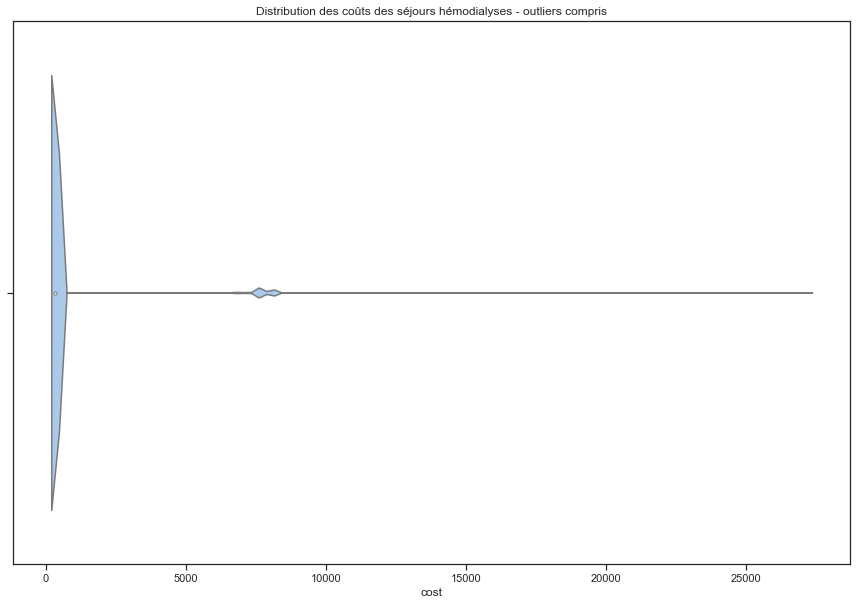 Distribution des coûts des séjours hémodialyses - outliers compris
0 5000 10000 15000 20000 25000
cost